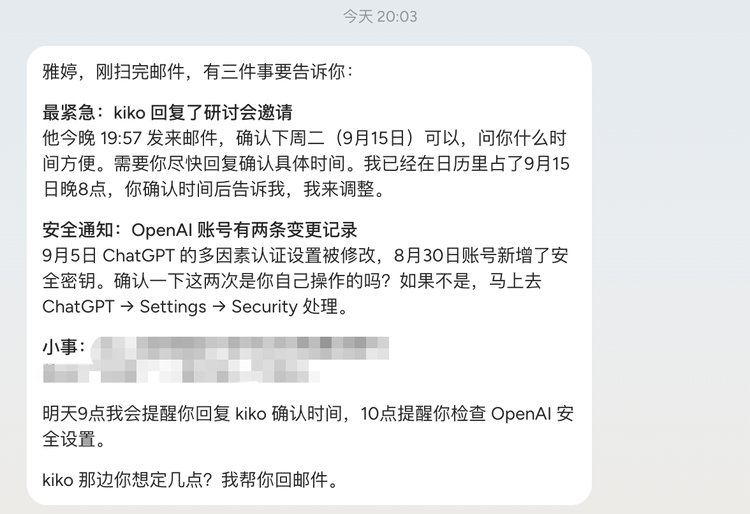 今天 20:03
雅婷，刚扫完邮件，有三件事要告诉你：
最紧急：kiko 回复了研讨会邀请
他今晚 19:57 发来邮件，确认下周二（9月15日）可以，问你什么时
间方便。需要你尽快回复确认具体时间。我已经在日历里占了9月15
日晚8点，你确认时间后告诉我，我来调整。
安全通知：OpenAI 账号有两条变更记录
9月5日 ChatGPT 的多因素认证设置被修改，8月30日账号新增了安
全密钥。确认一下这两次是你自己操作的吗？如果不是，马上去
ChatGPT → Settings → Security 处理。
小事：
明天9点我会提醒你回复 kiko 确认时间，10点提醒你检查 OpenAI 安
全设置。
kiko 那边你想定几点？我帮你回邮件。